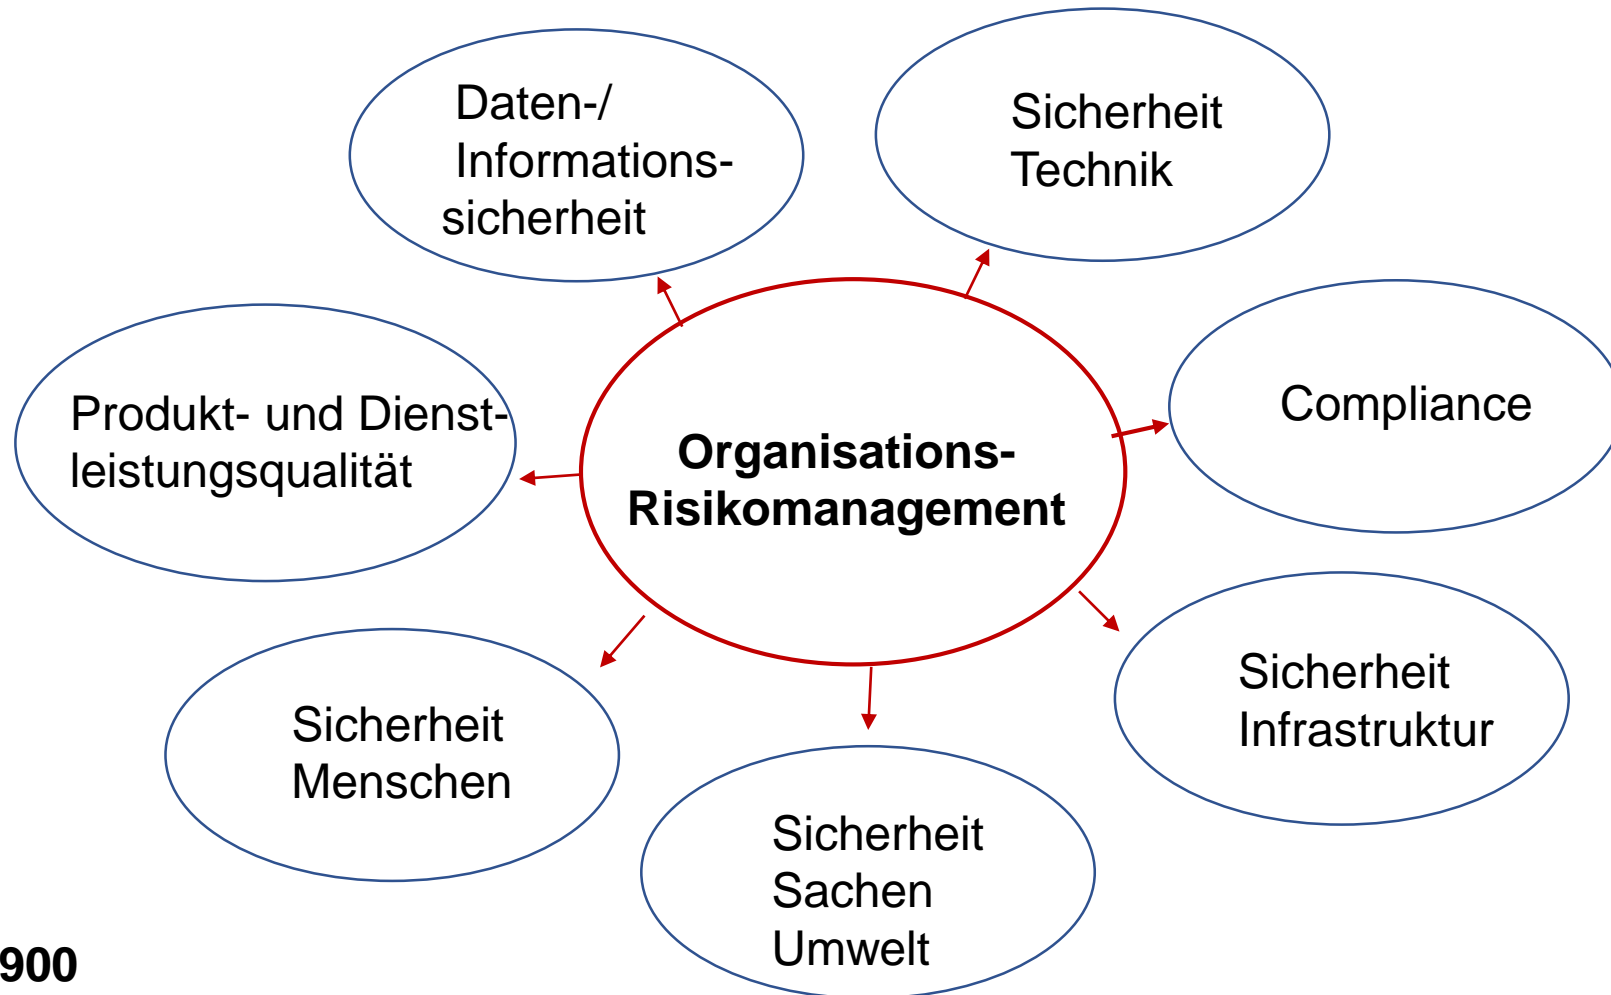 Daten-/
Informations-
sicherheit
Sicherheit
Technik
Produkt- und Dienst-
leistungsqualität
Compliance
Organisations-
Risikomanagement
Sicherheit
Menschen
Sicherheit
Infrastruktur
Sicherheit
Sachen
Umwelt
900